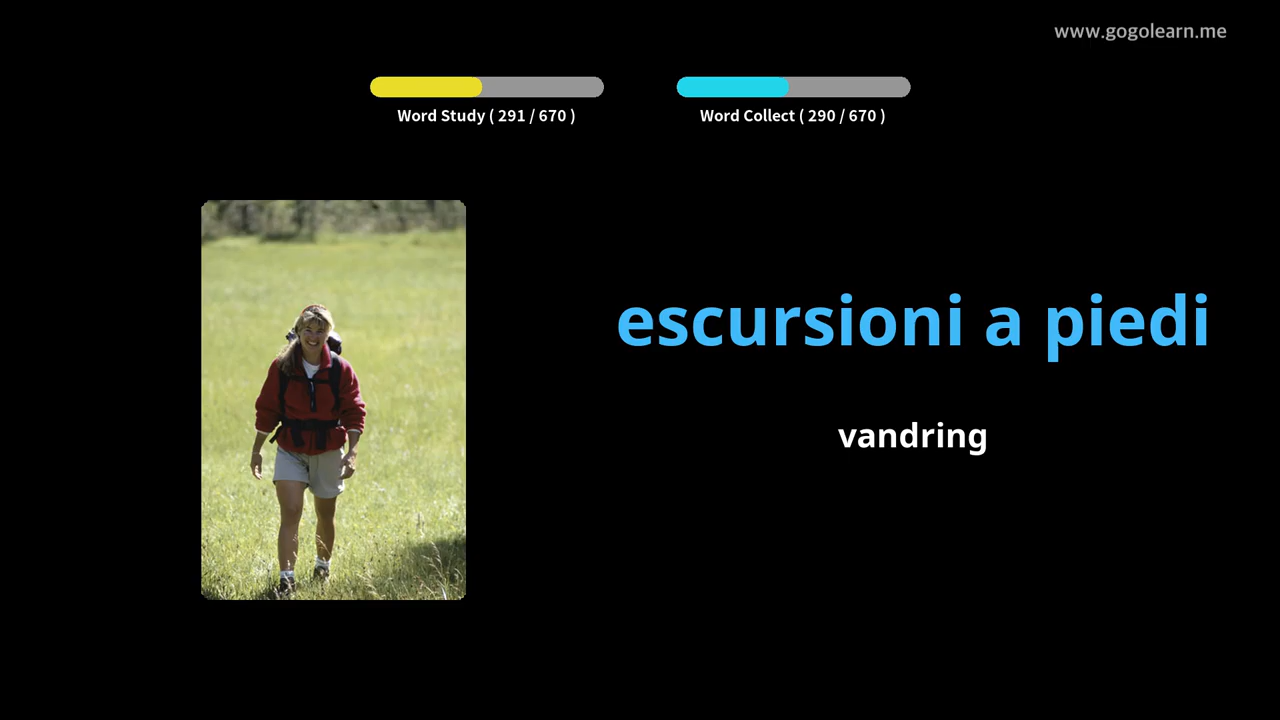 www.gogolearn.me
Word Study ( 291 / 670 )
Word Collect ( 290 / 670 )
escursioni a piedi
vandring